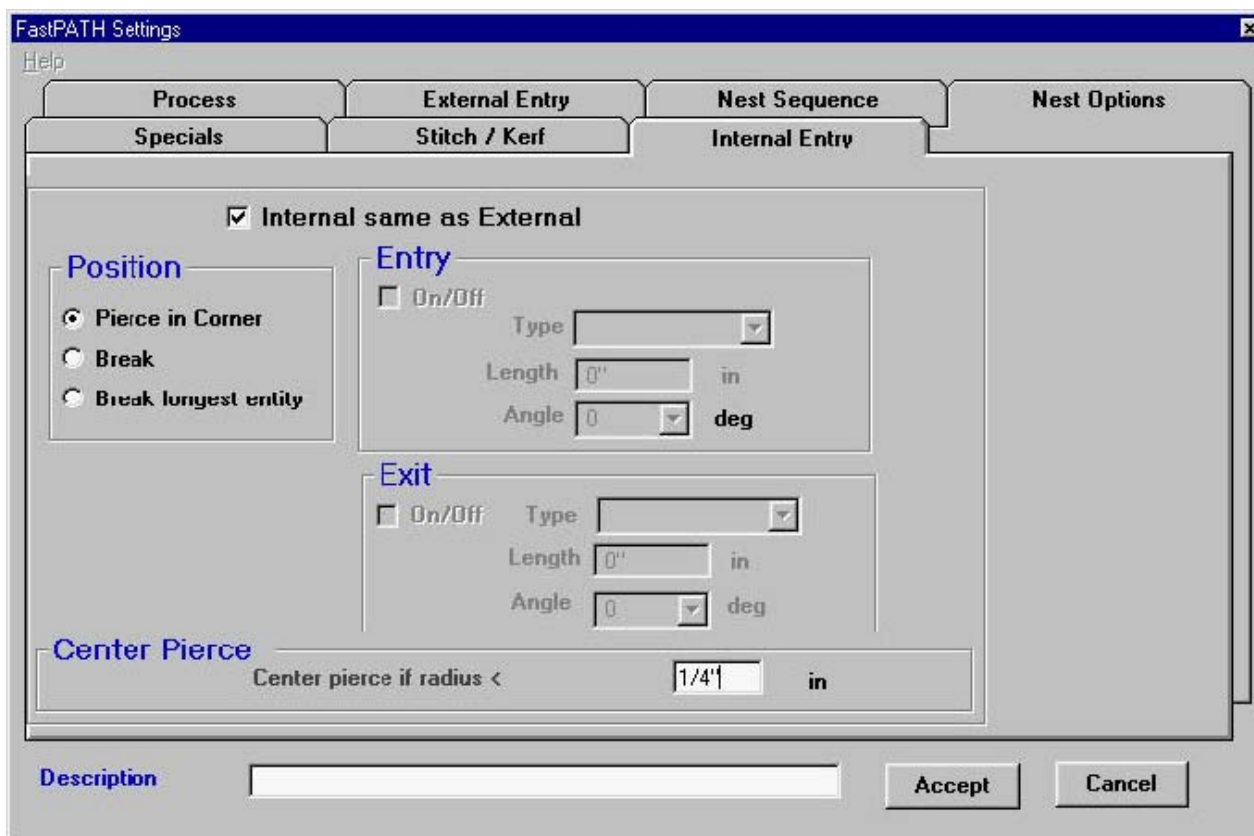 FastPATH Settings
Help
Process External Entry Nest Sequence Nest Options
Specials Stitch / Kerf Internal Entry
Internal same as External
Position
Pierce in Corner
Break
Break longest entity
Entry
On/Off
Type
Length 0" in
Angle 0 deg
Exit
On/Off Type
Length 0" in
Angle 0 deg
Center Pierce
Center pierce if radius < 1/4" in
Description
Accept Cancel